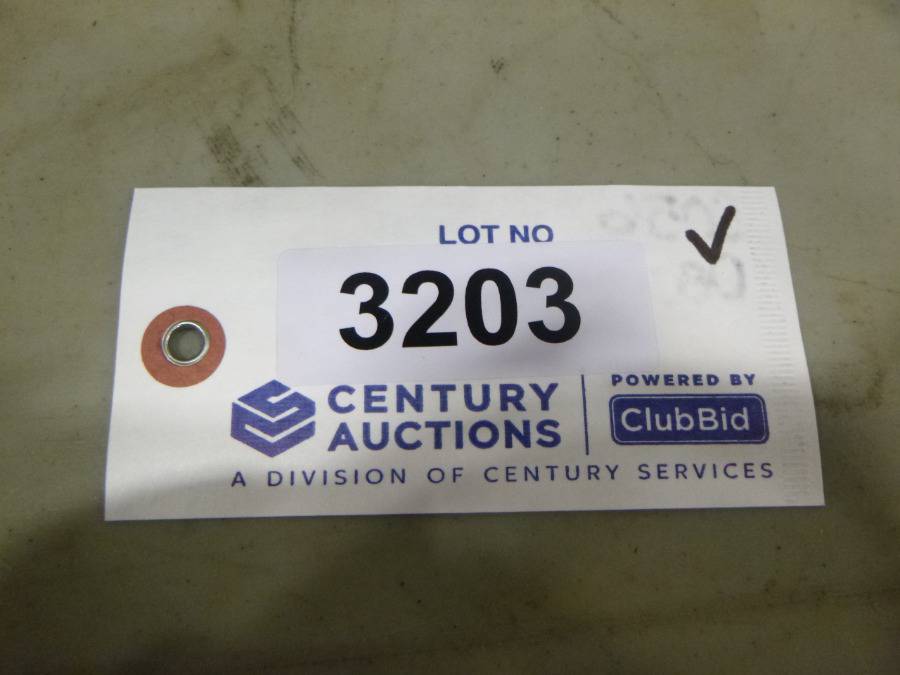 LOT NO
3203
CENTURY
AUCTIONS
POWERED BY
ClubBid
A DIVISION OF CENTURY SERVICES